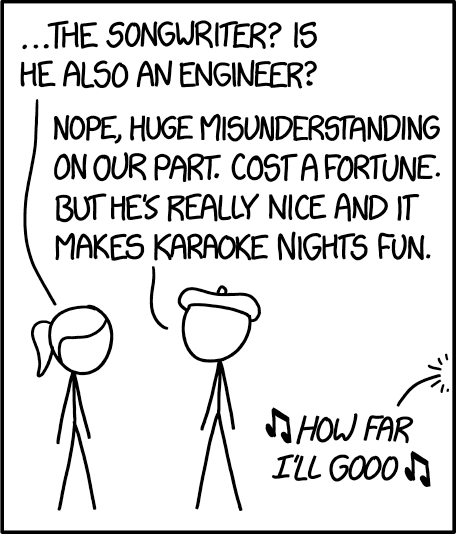 ...THE SONGWRITER? IS
HE ALSO AN ENGINEER?
NOPE, HUGE MISUNDERSTANDING
ON OUR PART. COST A FORTUNE.
BUT HE'S REALLY NICE AND IT
MAKES KARAOKE NIGHTS FUN.
♫ HOW FAR
I'LL GOOO ♫